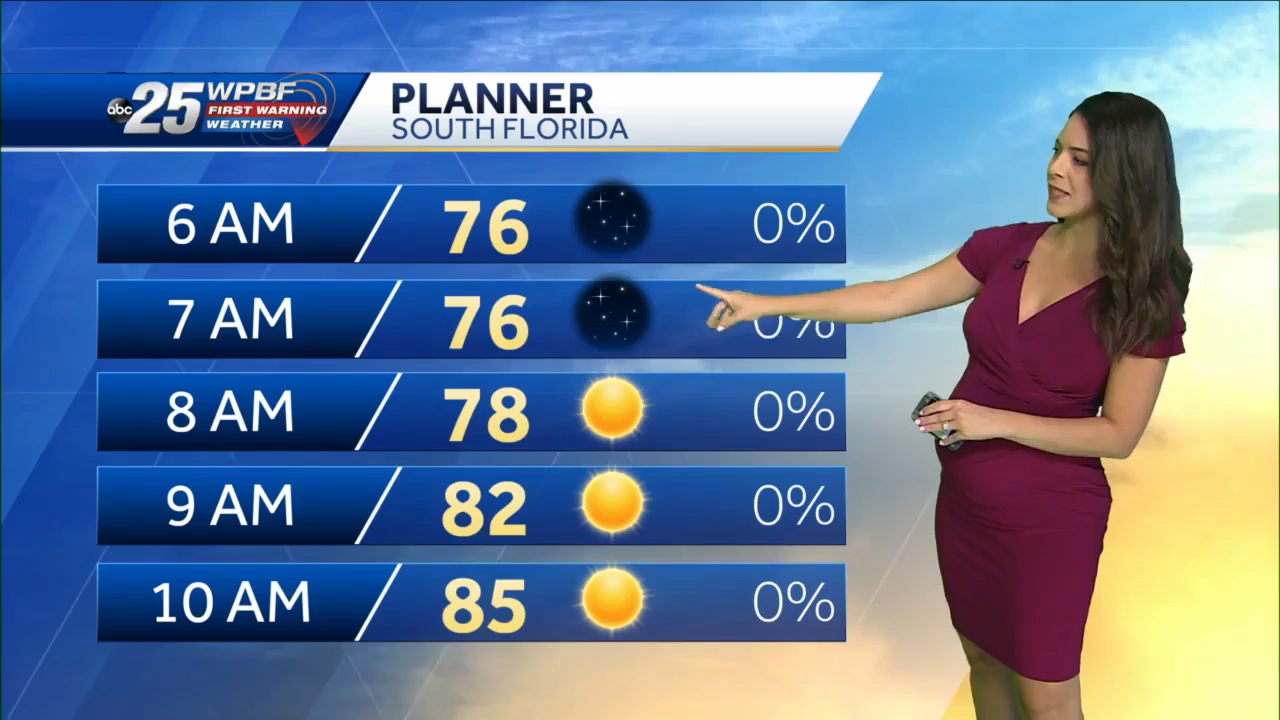 abc 25 WPBF
FIRST WARNING
WEATHER
PLANNER
SOUTH FLORIDA
6 AM 76 0%
7 AM 76 0%
8 AM 78 0%
9 AM 82 0%
10 AM 85 0%